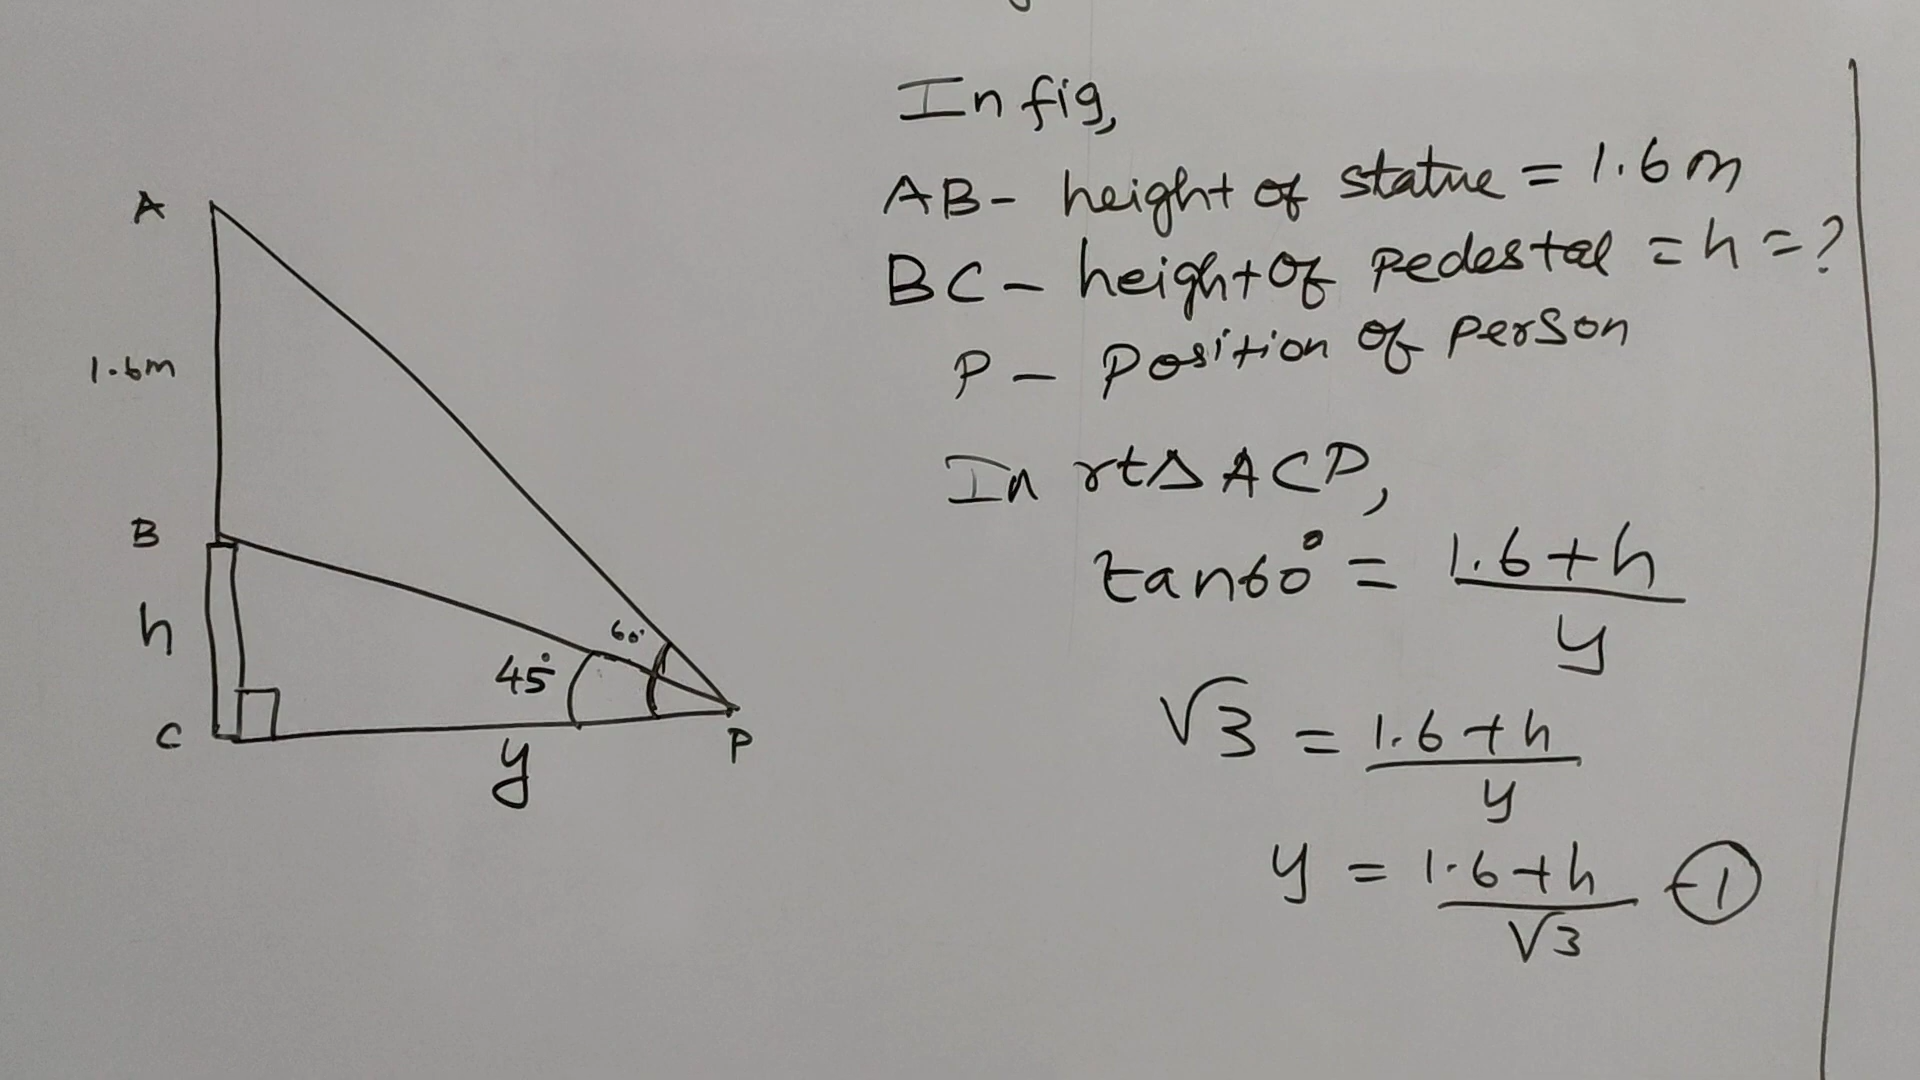 In fig,
AB- height of statue = 1.6m
BC- height of pedestal = h = ?
P- Position of person
In rt△ ACP,
tan60° = 1.6+h
y
√3 = 1.6+h
y
y = 1.6+h -①
√3
A
1.6m
B
h
60°
45°
C
y
P